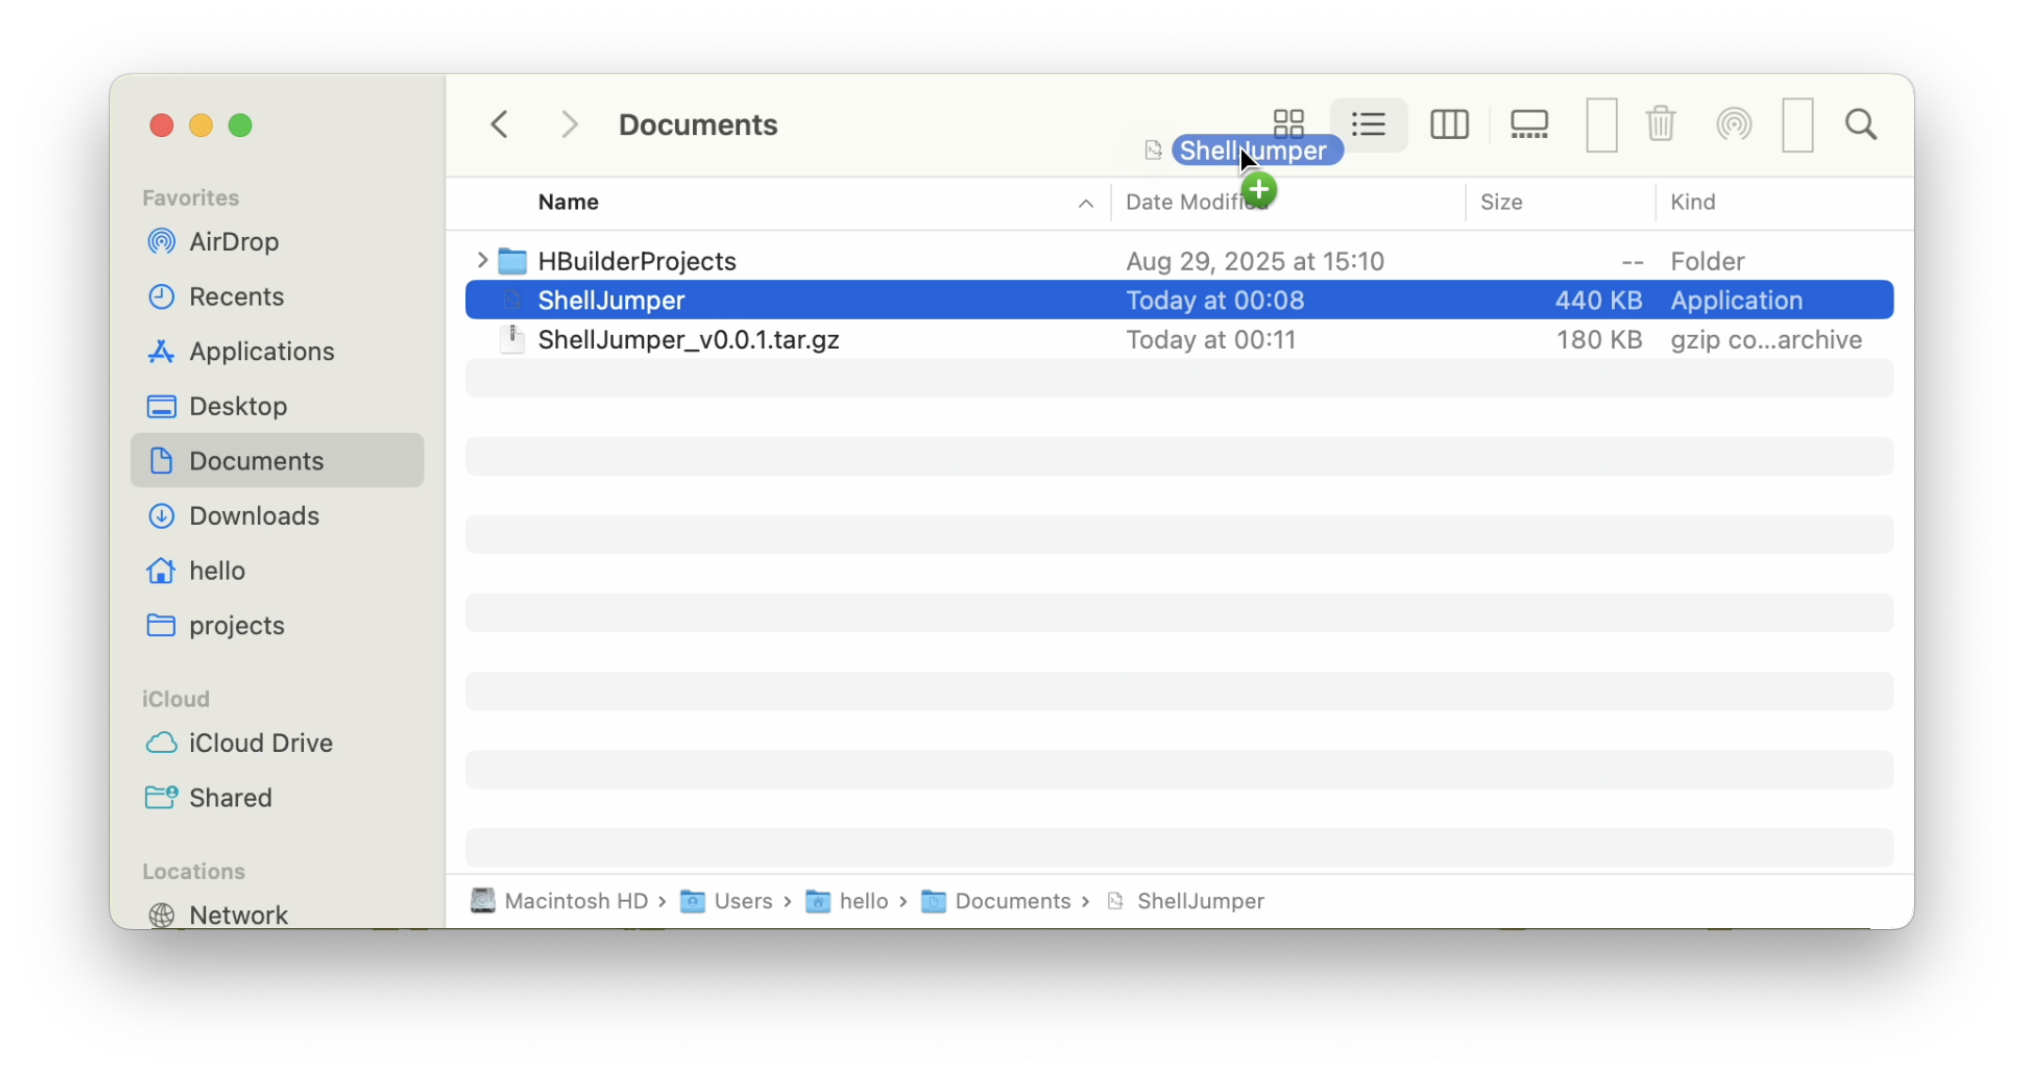 Documents
ShellJumper
Favorites
AirDrop
Recents
Applications
Desktop
Documents
Downloads
hello
projects
iCloud
iCloud Drive
Shared
Locations
Network
Name Date Modified Size Kind
HBuilderProjects Aug 29, 2025 at 15:10 -- Folder
ShellJumper Today at 00:08 440 KB Application
ShellJumper_v0.0.1.tar.gz Today at 00:11 180 KB gzip co...archive
Macintosh HD › Users › hello › Documents › ShellJumper